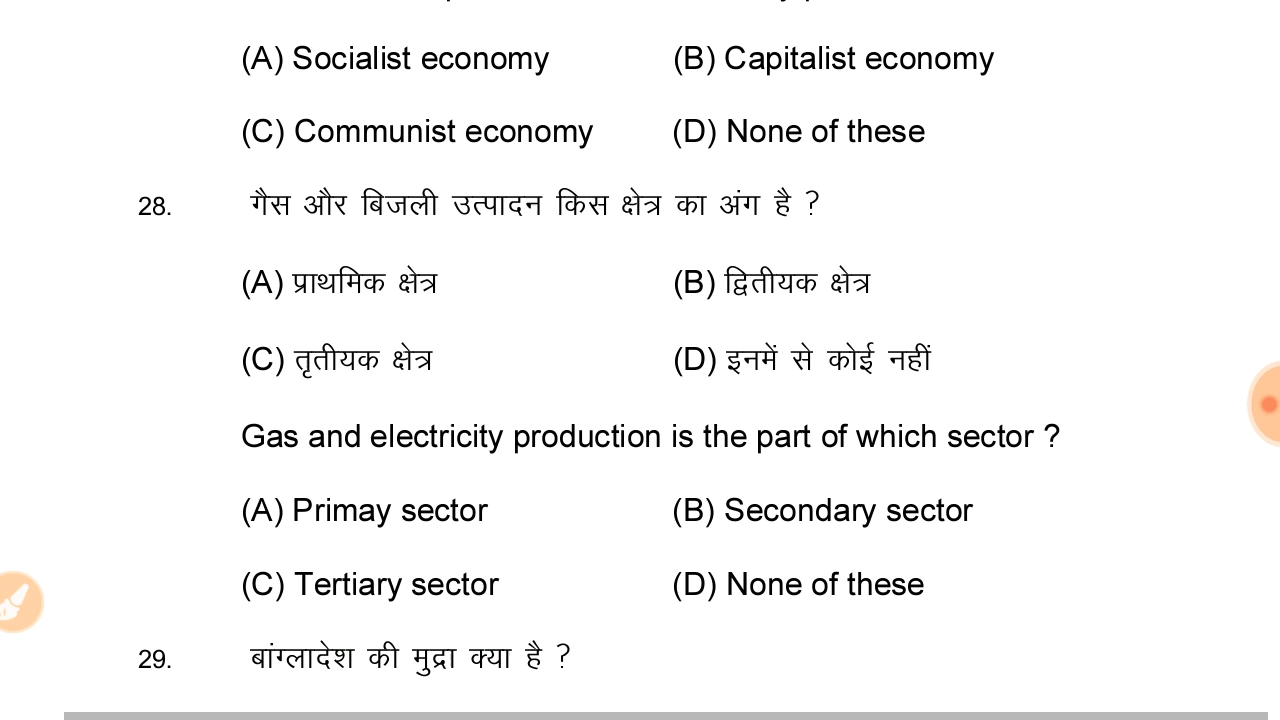 (A) Socialist economy (B) Capitalist economy
(C) Communist economy (D) None of these
28. गैस और बिजली उत्पादन किस क्षेत्र का अंग है ?
(A) प्राथमिक क्षेत्र (B) द्वितीयक क्षेत्र
(C) तृतीयक क्षेत्र (D) इनमें से कोई नहीं
Gas and electricity production is the part of which sector ?
(A) Primay sector (B) Secondary sector
(C) Tertiary sector (D) None of these
29. बांग्लादेश की मुद्रा क्या है ?